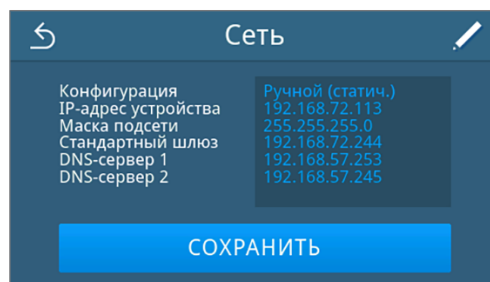 Сеть
Конфигурация Ручной (статич.)
IP-адрес устройства 192.168.72.113
Маска подсети 255.255.255.0
Стандартный шлюз 192.168.72.244
DNS-сервер 1 192.168.57.253
DNS-сервер 2 192.168.57.245
СОХРАНИТЬ